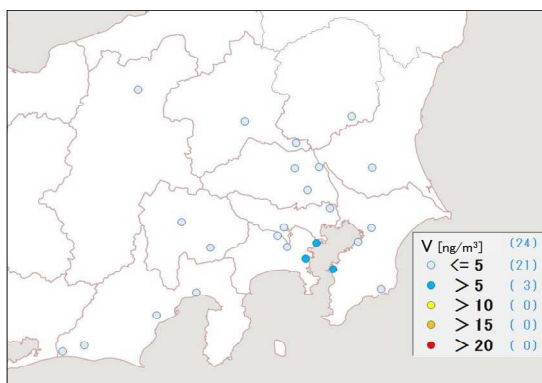 V [ng/m³] (24)
<= 5 (21)
> 5 ( 3)
> 10 ( 0)
> 15 ( 0)
> 20 ( 0)